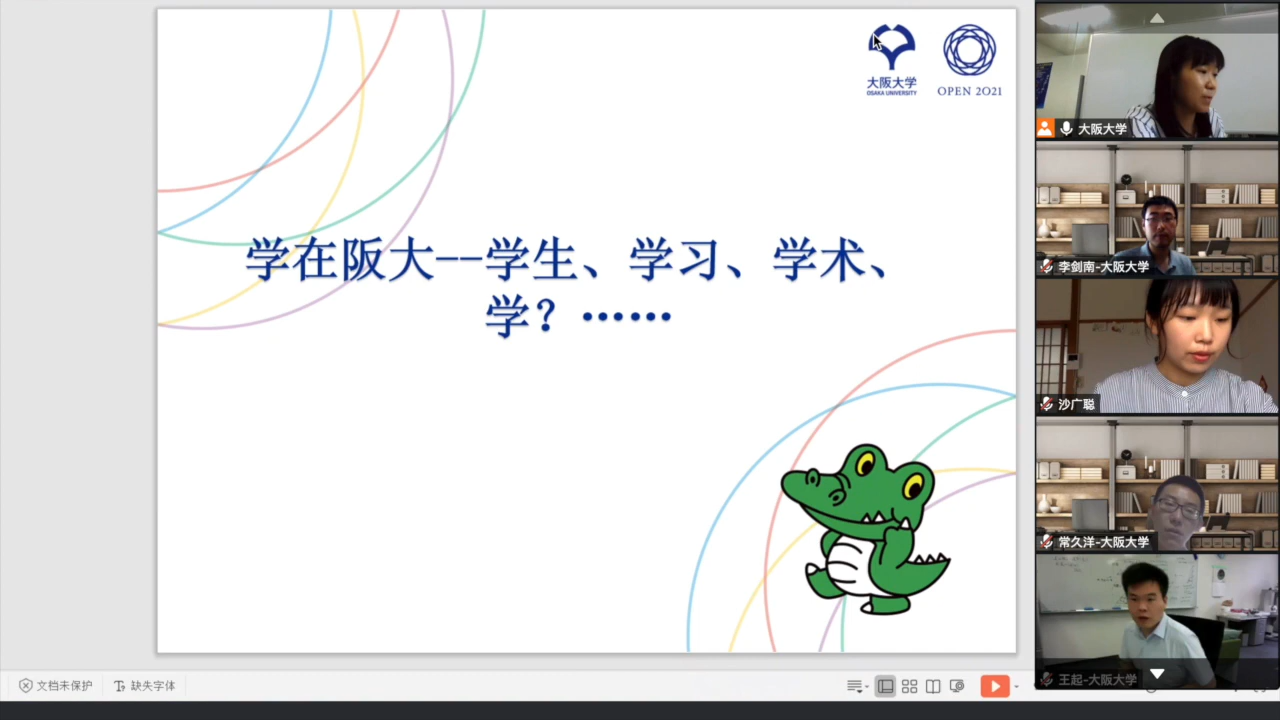 大阪大学
OSAKA UNIVERSITY
OPEN 2021
学在阪大--学生、学习、学术、
学？……
大阪大学
李剑南-大阪大学
沙广聪
常久洋-大阪大学
王起-大阪大学
文档未保护
缺失字体